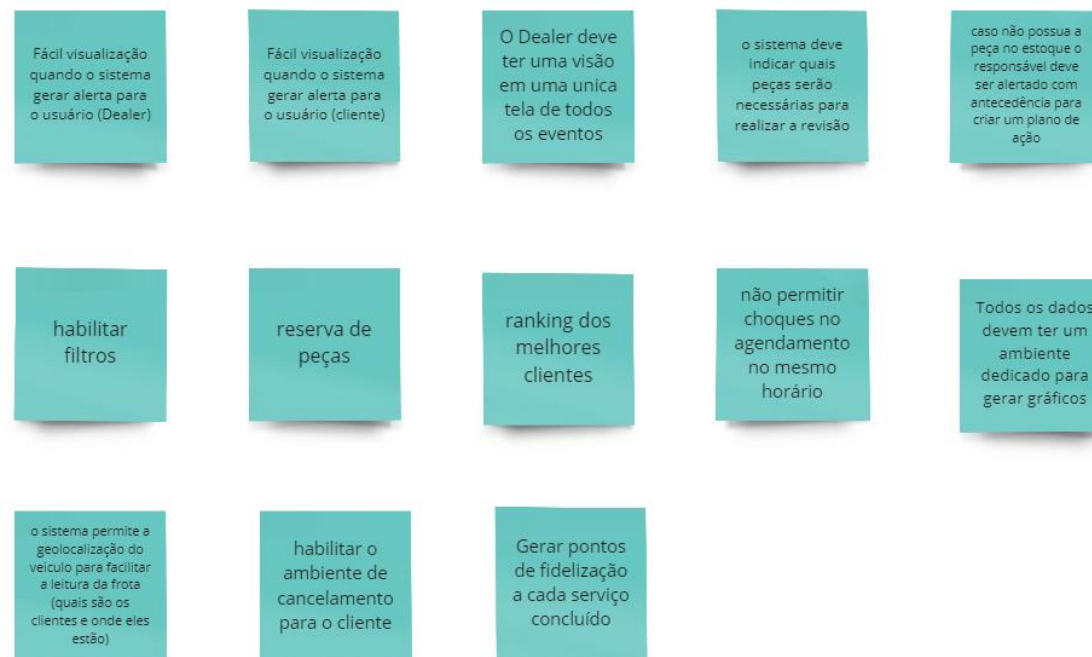 Fácil visualização
quando o sistema
gerar alerta para
o usuário (Dealer)
Fácil visualização
quando o sistema
gerar alerta para
o usuário (cliente)
O Dealer deve
ter uma visão
em uma unica
tela de todos
os eventos
o sistema deve
indicar quais
peças serão
necessárias para
realizar a revisão
caso não possua a
peça no estoque o
responsável deve
ser alertado com
antecedência para
criar um plano de
ação
habilitar
filtros
reserva de
peças
ranking dos
melhores
clientes
não permitir
choques no
agendamento
no mesmo
horário
Todos os dados
devem ter um
ambiente
dedicado para
gerar gráficos
o sistema permite a
geolocalização do
veiculo para facilitar
a leitura da frota
(quais são os
clientes e onde eles
estão)
habilitar o
ambiente de
cancelamento
para o cliente
Gerar pontos
de fidelização
a cada serviço
concluído